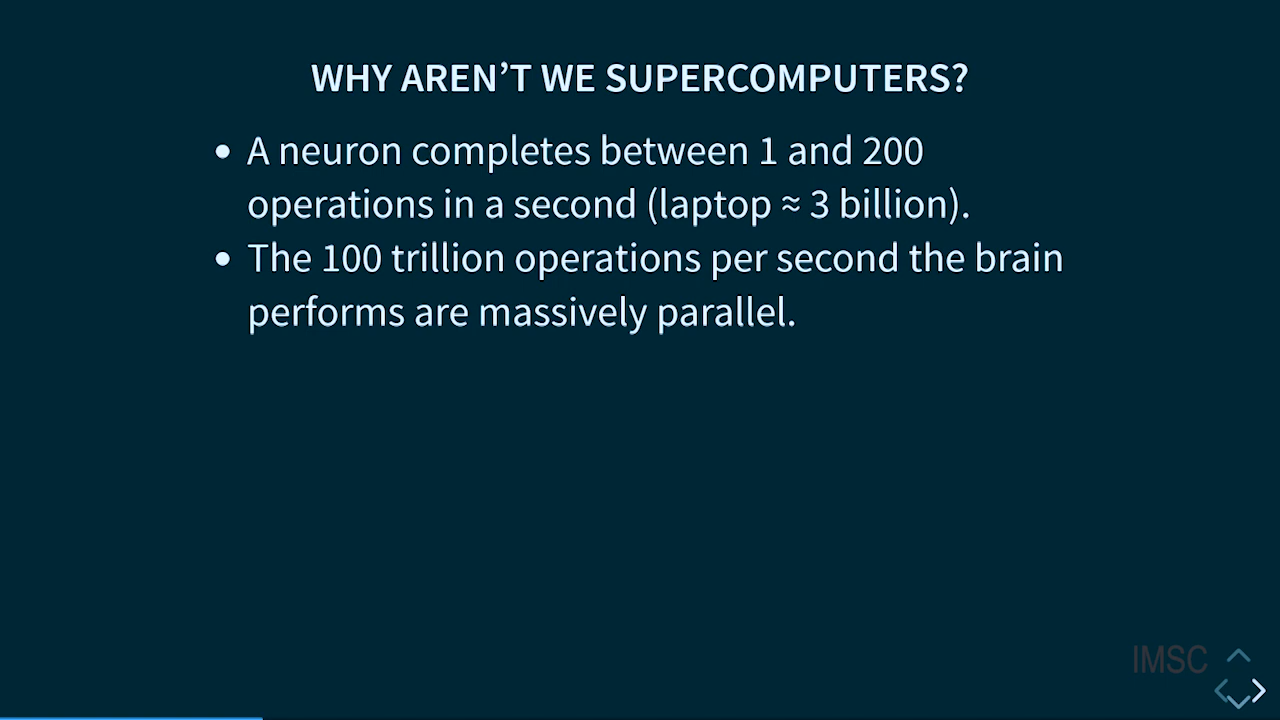 WHY AREN’T WE SUPERCOMPUTERS?
• A neuron completes between 1 and 200
operations in a second (laptop ≈ 3 billion).
• The 100 trillion operations per second the brain
performs are massively parallel.
IMSC